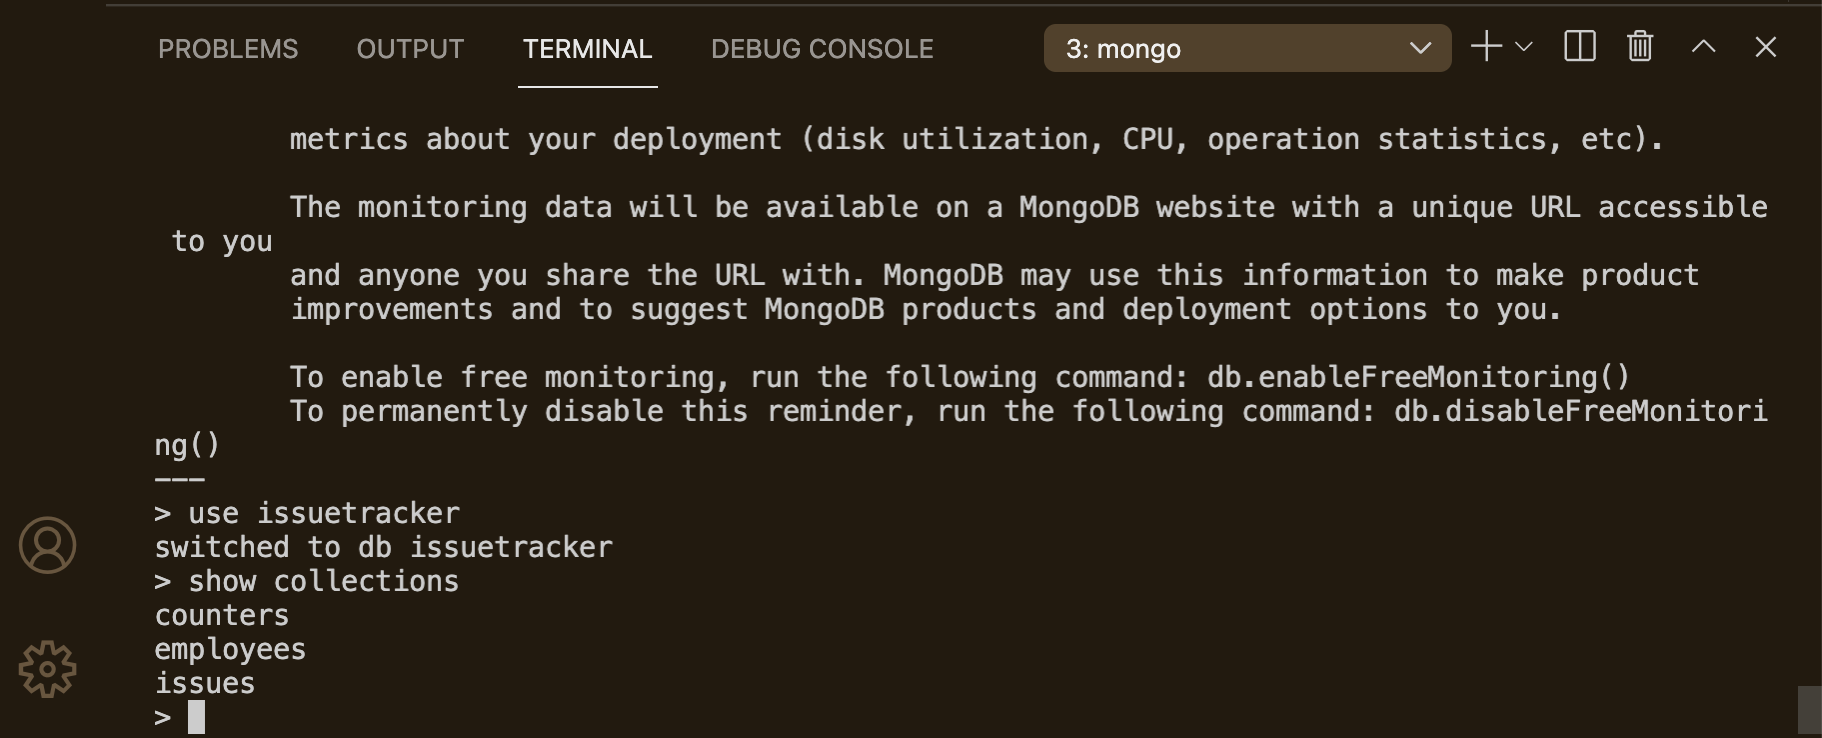 PROBLEMS OUTPUT TERMINAL DEBUG CONSOLE 3: mongo
metrics about your deployment (disk utilization, CPU, operation statistics, etc).
The monitoring data will be available on a MongoDB website with a unique URL accessible
to you
and anyone you share the URL with. MongoDB may use this information to make product
improvements and to suggest MongoDB products and deployment options to you.
To enable free monitoring, run the following command: db.enableFreeMonitoring()
To permanently disable this reminder, run the following command: db.disableFreeMonitori
ng()
---
> use issuetracker
switched to db issuetracker
> show collections
counters
employees
issues
>